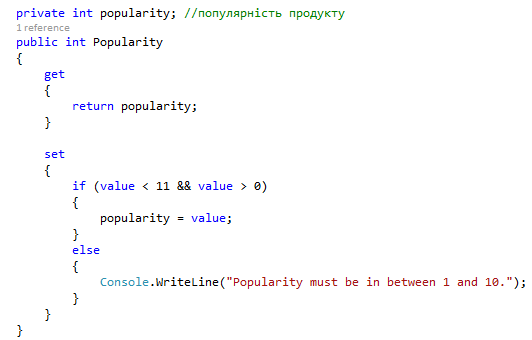 private int popularity; //популярність продукту
1 reference
public int Popularity
{
    get
    {
        return popularity;
    }

    set
    {
        if (value < 11 && value > 0)
        {
            popularity = value;
        }
        else
        {
            Console.WriteLine("Popularity must be in between 1 and 10.");
        }
    }
}